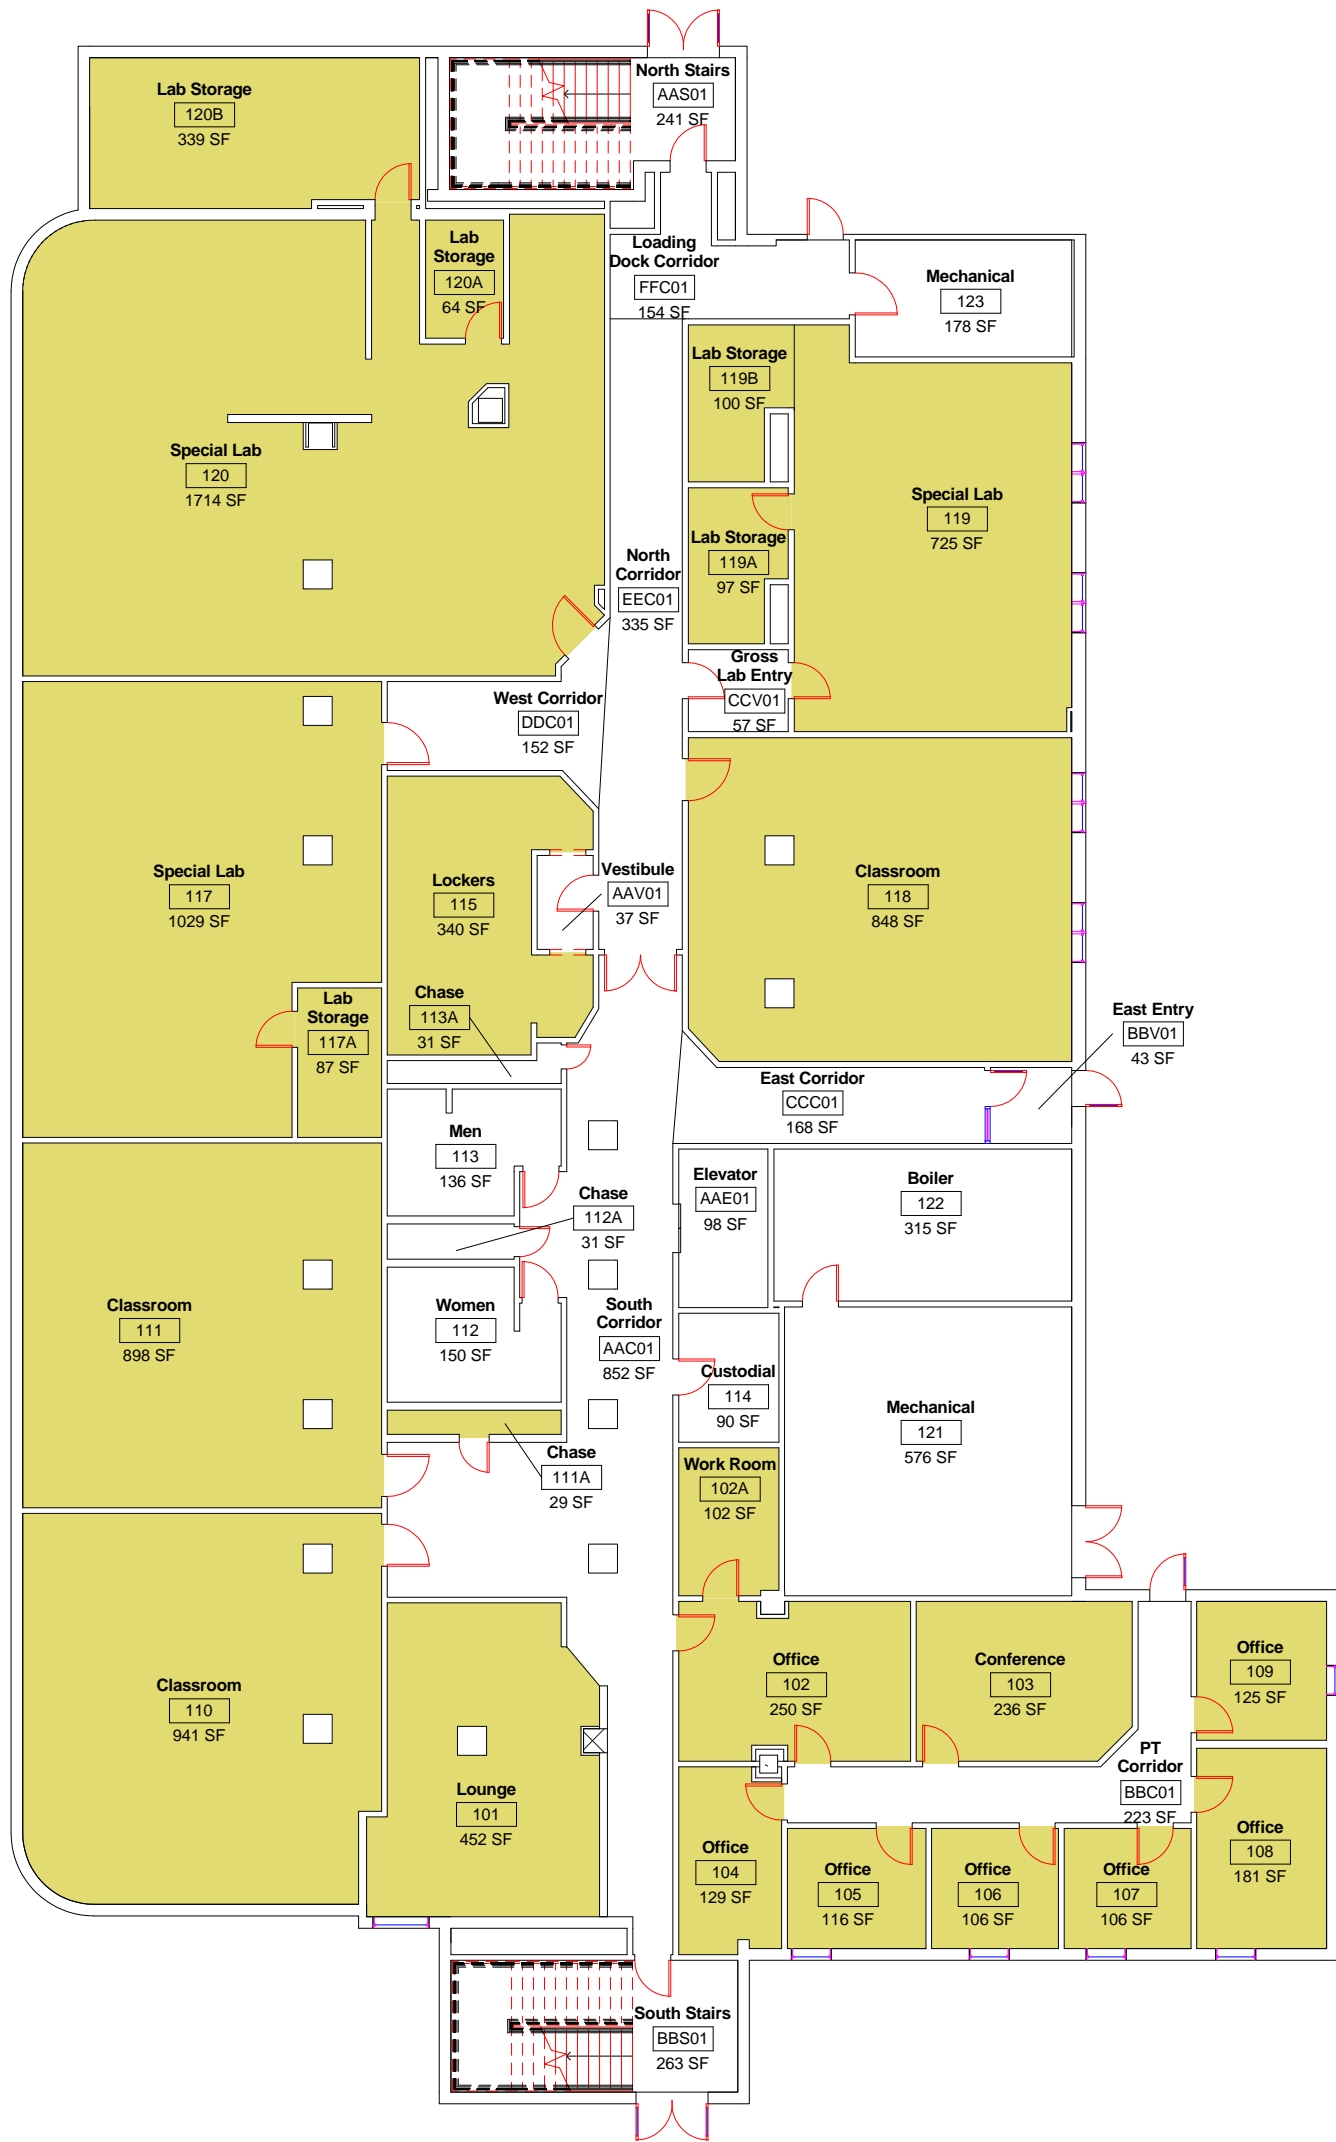 North Stairs
AAS01
241 SF
Lab Storage
120B
339 SF
Lab
Storage
120A
64 SF
Loading
Dock Corridor
FFC01
154 SF
Mechanical
123
178 SF
Lab Storage
119B
100 SF
Special Lab
120
1714 SF
Special Lab
119
725 SF
Lab Storage
119A
97 SF
North
Corridor
EEC01
335 SF
Gross
Lab Entry
CCV01
57 SF
West Corridor
DDC01
152 SF
Special Lab
117
1029 SF
Lockers
115
340 SF
Vestibule
AAV01
37 SF
Classroom
118
848 SF
Lab
Storage
117A
87 SF
Chase
113A
31 SF
East Entry
BBV01
43 SF
East Corridor
CCC01
168 SF
Men
113
136 SF
Chase
112A
31 SF
Elevator
AAE01
98 SF
Boiler
122
315 SF
Classroom
111
898 SF
Women
112
150 SF
South
Corridor
AAC01
852 SF
Custodial
114
90 SF
Mechanical
121
576 SF
Chase
111A
29 SF
Work Room
102A
102 SF
Classroom
110
941 SF
Office
102
250 SF
Conference
103
236 SF
Office
109
125 SF
Lounge
101
452 SF
PT
Corridor
BBC01
223 SF
Office
104
129 SF
Office
105
116 SF
Office
106
106 SF
Office
107
106 SF
Office
108
181 SF
South Stairs
BBS01
263 SF